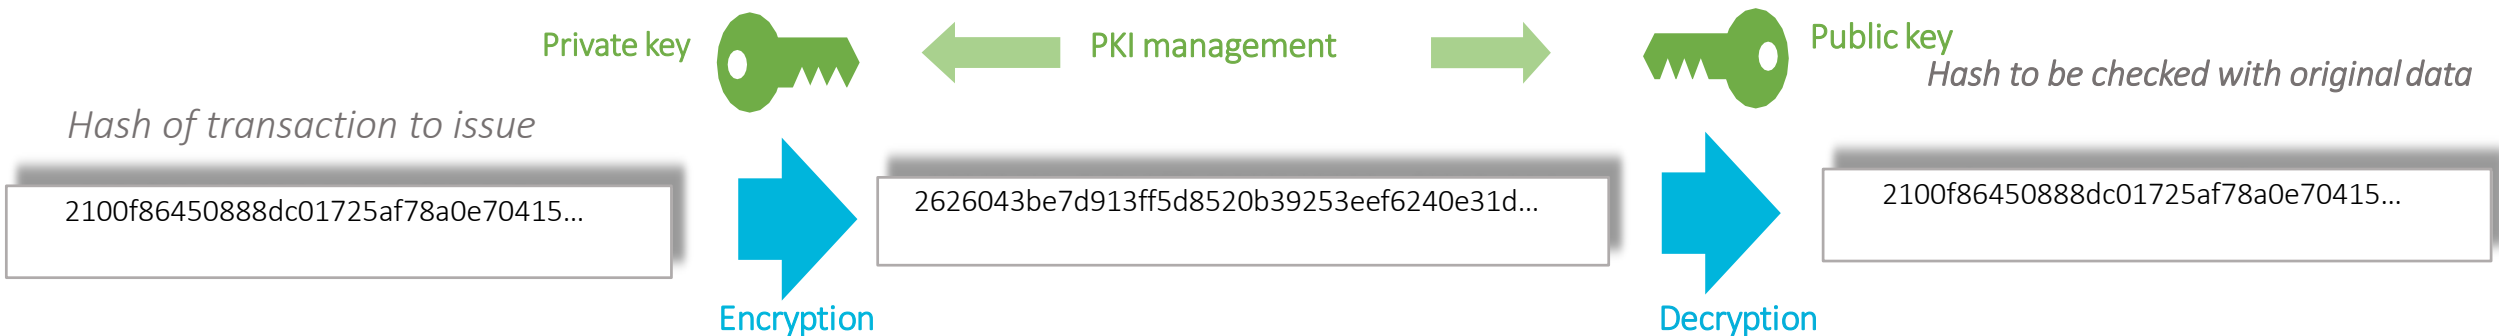 Private key
PKI management
Public key
Hash to be checked with original data
Hash of transaction to issue
2100f86450888dc01725af78a0e70415...
2626043be7d913ff5d8520b39253eef6240e31d...
2100f86450888dc01725af78a0e70415...
Encryption
Decryption